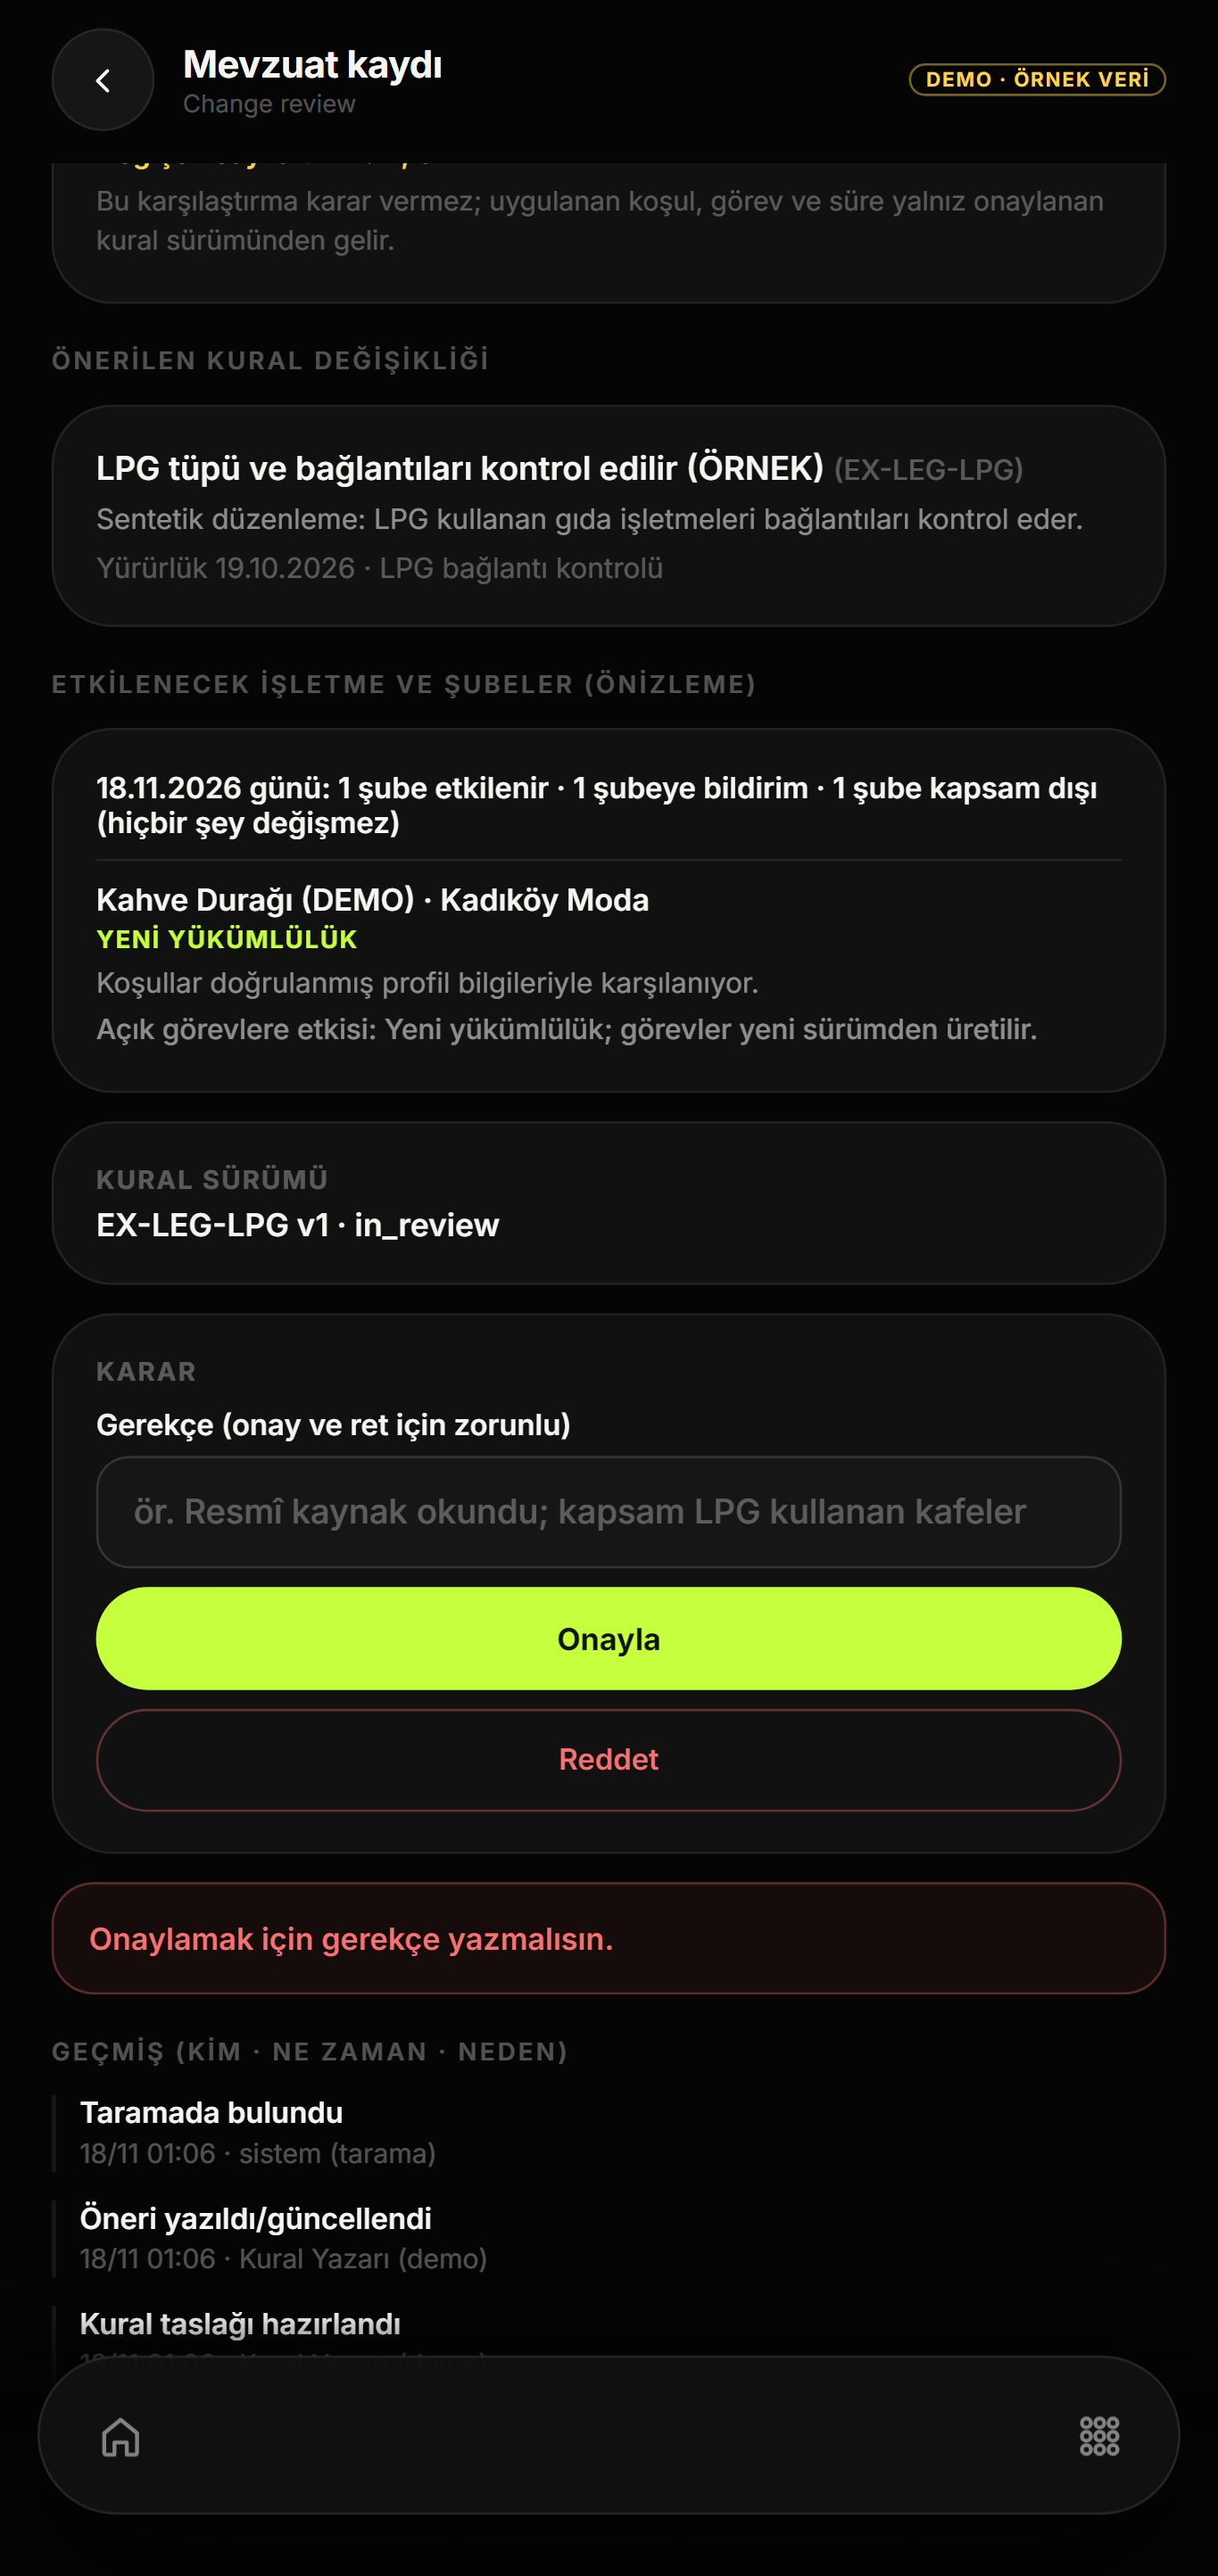 Mevzuat kaydı
Change review
DEMO · ÖRNEK VERİ
Bu karşılaştırma karar vermez; uygulanan koşul, görev ve süre yalnız onaylanan
kural sürümünden gelir.
ÖNERİLEN KURAL DEĞİŞİKLİĞİ
LPG tüpü ve bağlantıları kontrol edilir (ÖRNEK) (EX-LEG-LPG)
Sentetik düzenleme: LPG kullanan gıda işletmeleri bağlantıları kontrol eder.
Yürürlük 19.10.2026 · LPG bağlantı kontrolü
ETKİLENECEK İŞLETME VE ŞUBELER (ÖNİZLEME)
18.11.2026 günü: 1 şube etkilenir · 1 şubeye bildirim · 1 şube kapsam dışı
(hiçbir şey değişmez)
Kahve Durağı (DEMO) · Kadıköy Moda
YENİ YÜKÜMLÜLÜK
Koşullar doğrulanmış profil bilgileriyle karşılanıyor.
Açık görevlere etkisi: Yeni yükümlülük; görevler yeni sürümden üretilir.
KURAL SÜRÜMÜ
EX-LEG-LPG v1 · in_review
KARAR
Gerekçe (onay ve ret için zorunlu)
ör. Resmî kaynak okundu; kapsam LPG kullanan kafeler
Onayla
Reddet
Onaylamak için gerekçe yazmalısın.
GEÇMİŞ (KİM · NE ZAMAN · NEDEN)
Taramada bulundu
18/11 01:06 · sistem (tarama)
Öneri yazıldı/güncellendi
18/11 01:06 · Kural Yazarı (demo)
Kural taslağı hazırlandı